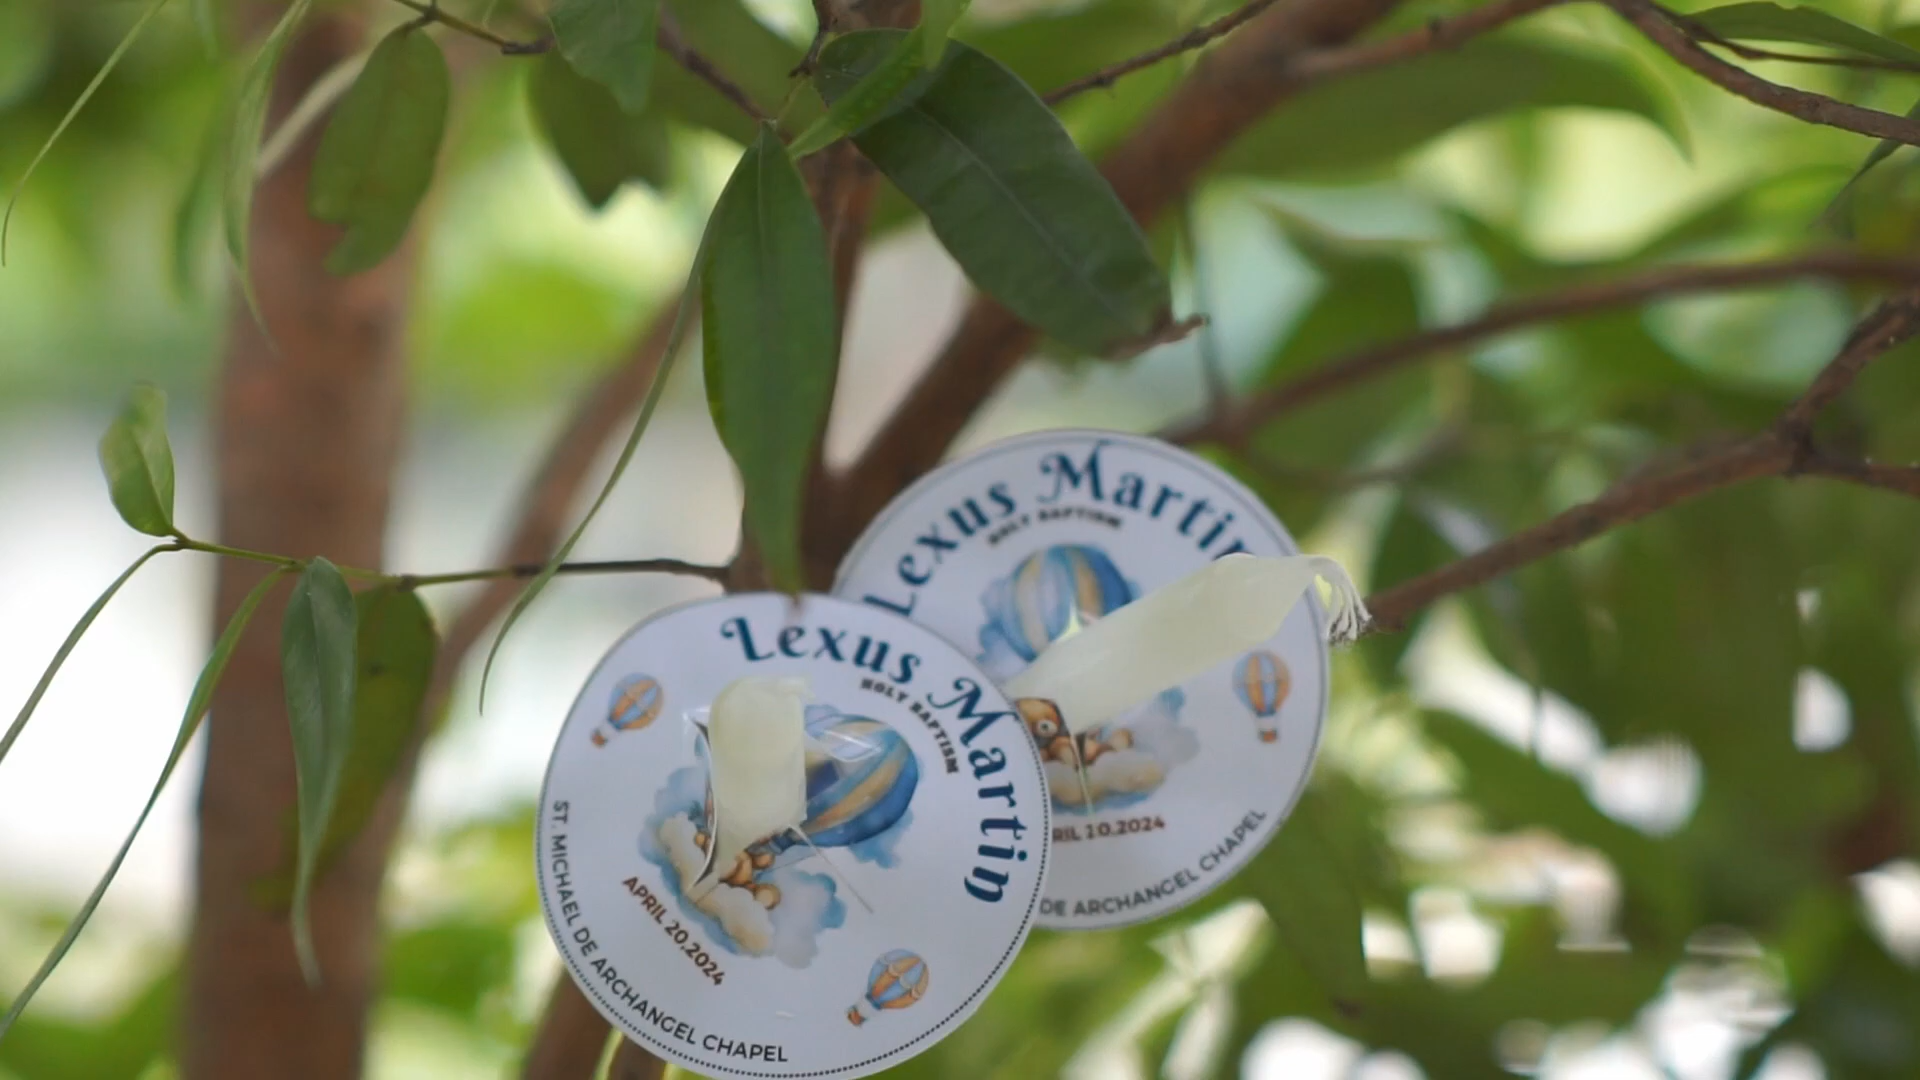 Lexus Martin
HOLY BAPTISM
APRIL 20.2024
ST. MICHAEL DE ARCHANGEL CHAPEL
Lexus Martin
HOLY BAPTISM
RIL 20.2024
DE ARCHANGEL CHAPEL